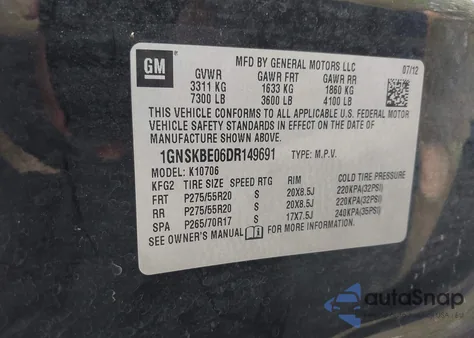 GM
MFD BY GENERAL MOTORS LLC
07/12
GVWR GAWR FRT GAWR RR
3311 KG 1633 KG 1860 KG
7300 LB 3600 LB 4100 LB
THIS VEHICLE CONFORMS TO ALL APPLICABLE U.S. FEDERAL MOTOR
VEHICLE SAFETY STANDARDS IN EFFECT ON THE DATE OF
MANUFACTURE SHOWN ABOVE.
1GNSKBE06DR149691 TYPE: M.P.V.
MODEL: K10706
KFG2 TIRE SIZE SPEED RTG RIM COLD TIRE PRESSURE
FRT P275/55R20 S 20X8.5J 220KPA(32PSI)
RR P275/55R20 S 20X8.5J 220KPA(32PSI)
SPA P265/70R17 S 17X7.5J 240KPA(35PSI)
SEE OWNER'S MANUAL FOR MORE INFORMATION.
autoSnap